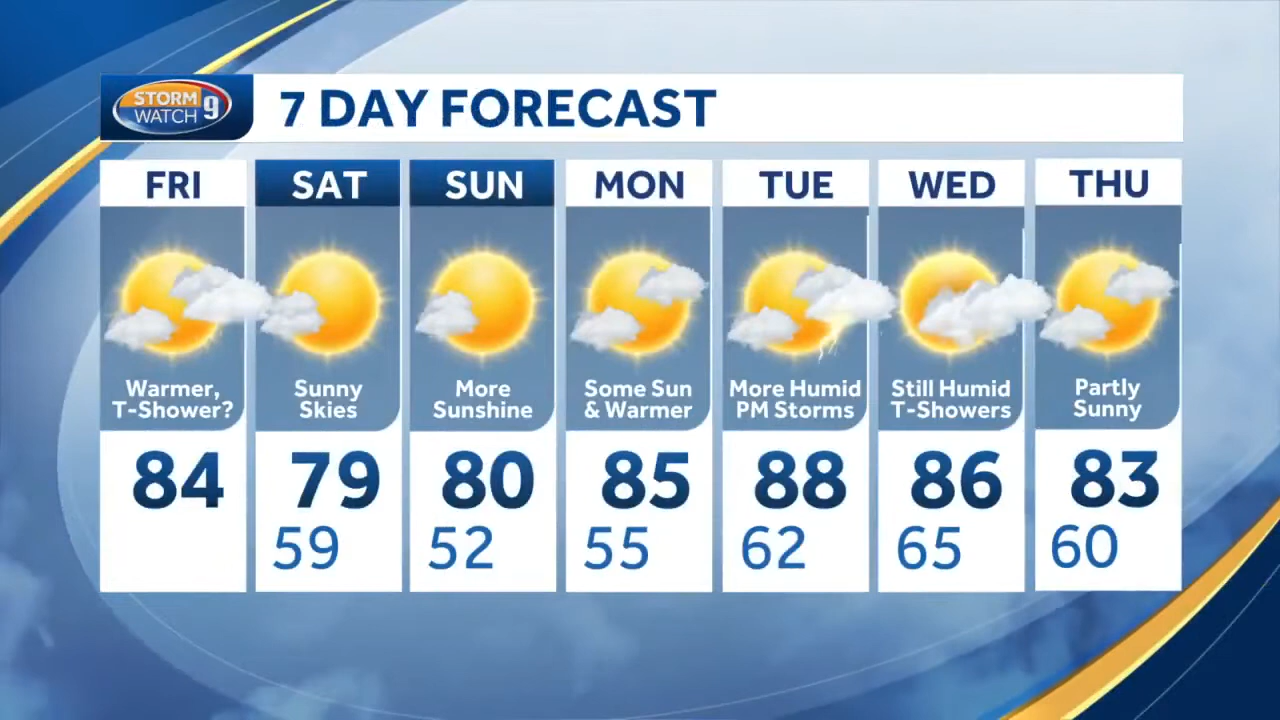 STORM
WATCH 9
7 DAY FORECAST
FRI
SAT
SUN
MON
TUE
WED
THU
Warmer,
T-Shower?
Sunny
Skies
More
Sunshine
Some Sun
& Warmer
More Humid
PM Storms
Still Humid
T-Showers
Partly
Sunny
84
79
80
85
88
86
83
59
52
55
62
65
60